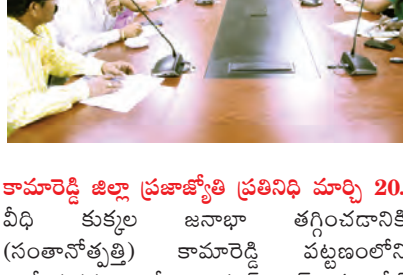 కామారెడ్డి జిల్లా ప్రజాజ్యోతి ప్రతినిధి మార్చి 20.
వీధి కుక్కల జనాభా తగ్గించడానికి
(సంతానోత్పత్తి) కామారెడ్డి పట్టణంలోని